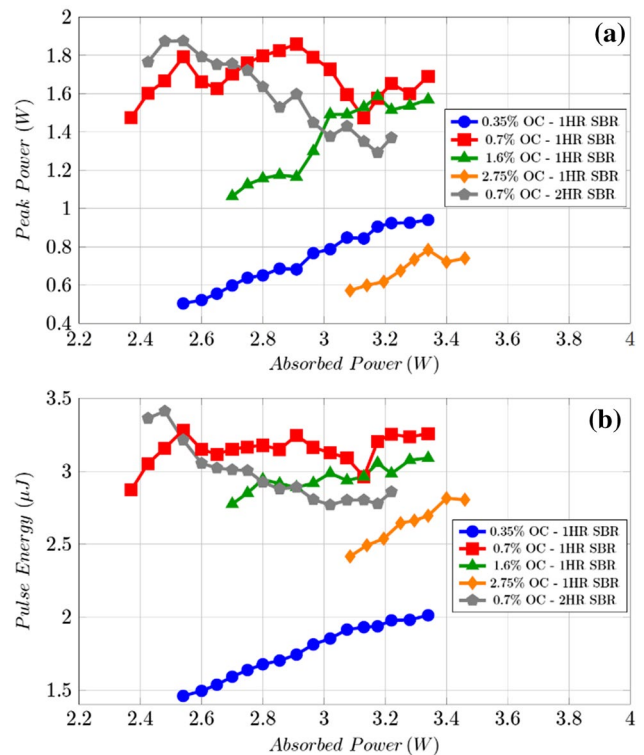 (a)
Peak Power (W)
2
1.8
1.6
1.4
1.2
1
0.8
0.6
0.4
0.35% OC - 1HR SBR
0.7% OC - 1HR SBR
1.6% OC - 1HR SBR
2.75% OC - 1HR SBR
0.7% OC - 2HR SBR
2.2 2.4 2.6 2.8 3 3.2 3.4 3.6 3.8 4
Absorbed Power (W)
(b)
Pulse Energy (μJ)
3.5
3
2.5
2
1.5
0.35% OC - 1HR SBR
0.7% OC - 1HR SBR
1.6% OC - 1HR SBR
2.75% OC - 1HR SBR
0.7% OC - 2HR SBR
2.2 2.4 2.6 2.8 3 3.2 3.4 3.6 3.8 4
Absorbed Power (W)